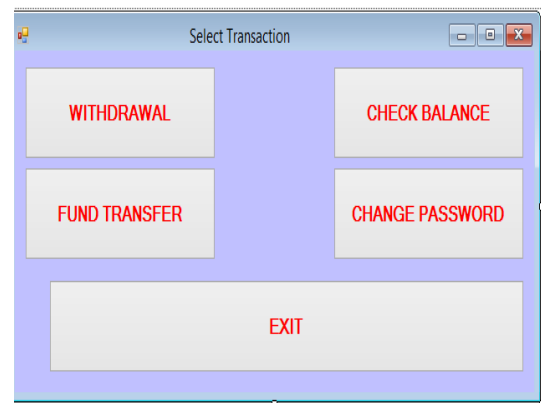 Select Transaction
WITHDRAWAL
CHECK BALANCE
FUND TRANSFER
CHANGE PASSWORD
EXIT